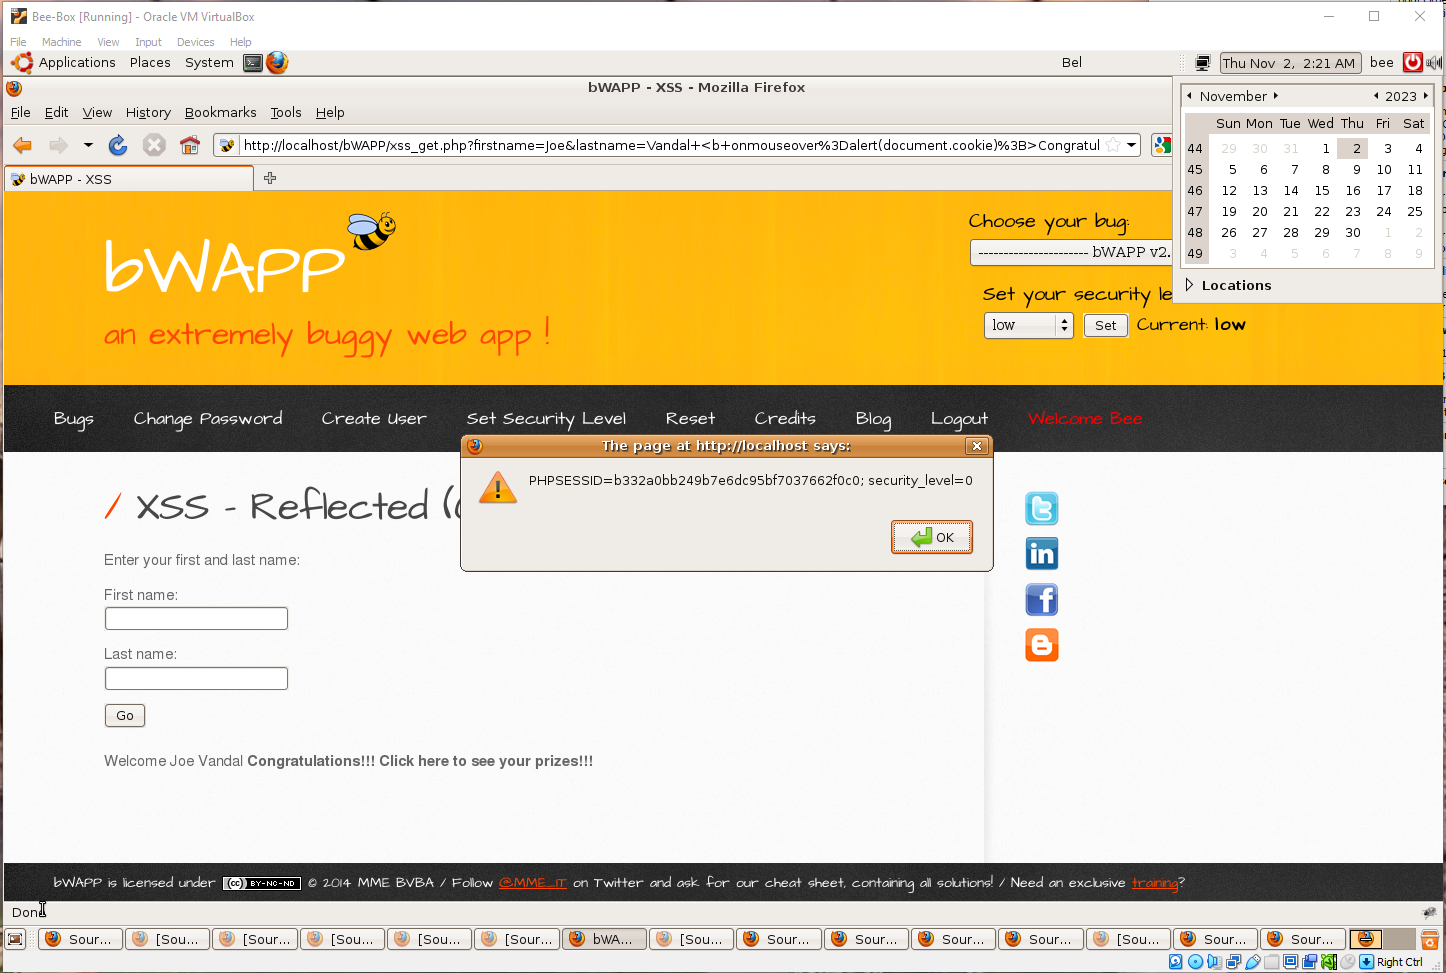 Bee-Box [Running] - Oracle VM VirtualBox
File Machine View Input Devices Help
Applications Places System Bel Thu Nov 2, 2:21 AM bee
bWAPP - XSS - Mozilla Firefox
File Edit View History Bookmarks Tools Help
http://localhost/bWAPP/xss_get.php?firstname=Joe&lastname=Vandal+<b+onmouseover%3Dalert(document.cookie)%3B>Congratul
bWAPP - XSS
November 2023
Sun Mon Tue Wed Thu Fri Sat
44 29 30 31 1 2 3 4
45 5 6 7 8 9 10 11
46 12 13 14 15 16 17 18
47 19 20 21 22 23 24 25
48 26 27 28 29 30 1 2
49 3 4 5 6 7 8 9
Locations
bWAPP
an extremely buggy web app !
Choose your bug:
---------------------- bWAPP v2.
Set your security le
low Set Current: low
Bugs Change Password Create User Set Security Level Reset Credits Blog Logout Welcome Bee
The page at http://localhost says:
PHPSESSID=b332a0bb249b7e6dc95bf7037662f0c0; security_level=0
OK
/ XSS - Reflected (
Enter your first and last name:
First name:
Last name:
Go
Welcome Joe Vandal Congratulations!!! Click here to see your prizes!!!
bWAPP is licensed under (cc) BY-NC-ND © 2014 MME BVBA / Follow @MME_IT on Twitter and ask for our cheat sheet, containing all solutions! / Need an exclusive training?
Done
Sour... [Sou... [Sour... [Sou... [Sou... [Sour... bWA... [Sou... Sour... Sour... Sour... Sour... [Sou... Sour... Sour...
Right Ctrl